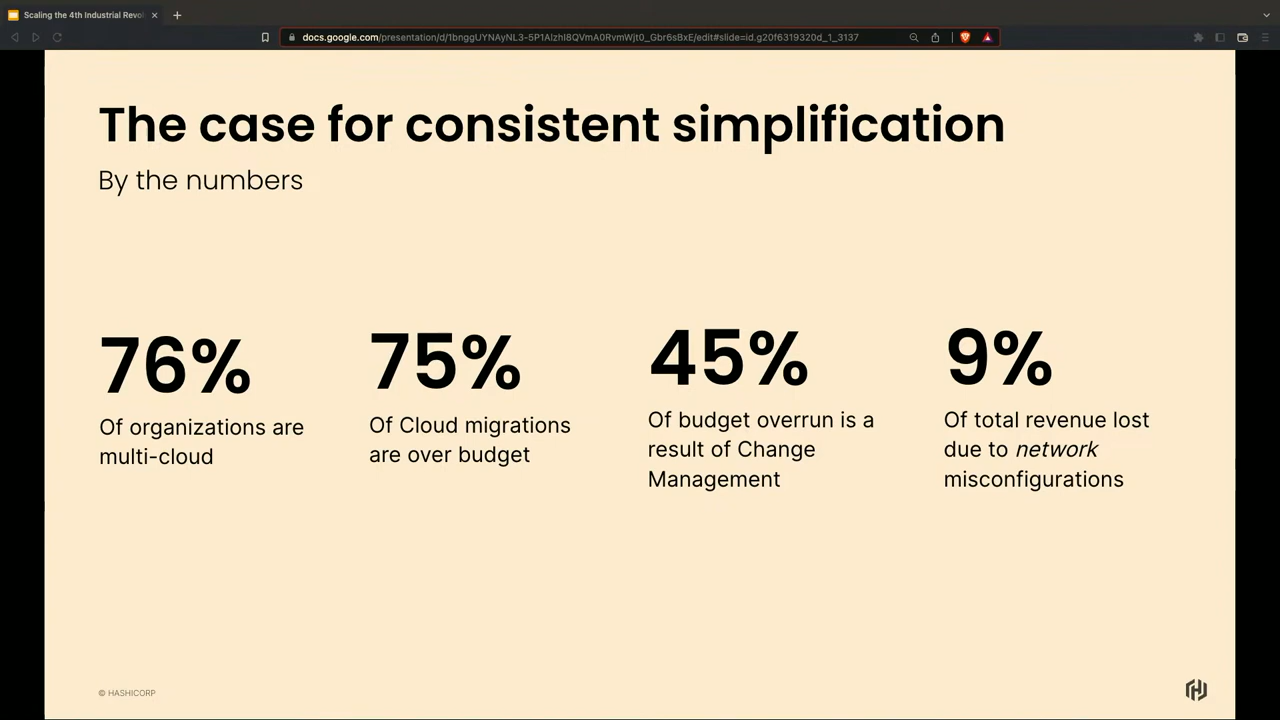 Scaling the 4th Industrial Revol
docs.google.com/presentation/d/1bnggUYNAyNL3-5P1AIzhI8QVmA0RvmWjt0_Gbr6sBxE/edit#slide=id.g20f6319320d_1_3137
The case for consistent simplification
By the numbers
76%
Of organizations are
multi-cloud
75%
Of Cloud migrations
are over budget
45%
Of budget overrun is a
result of Change
Management
9%
Of total revenue lost
due to network
misconfigurations
© HASHICORP